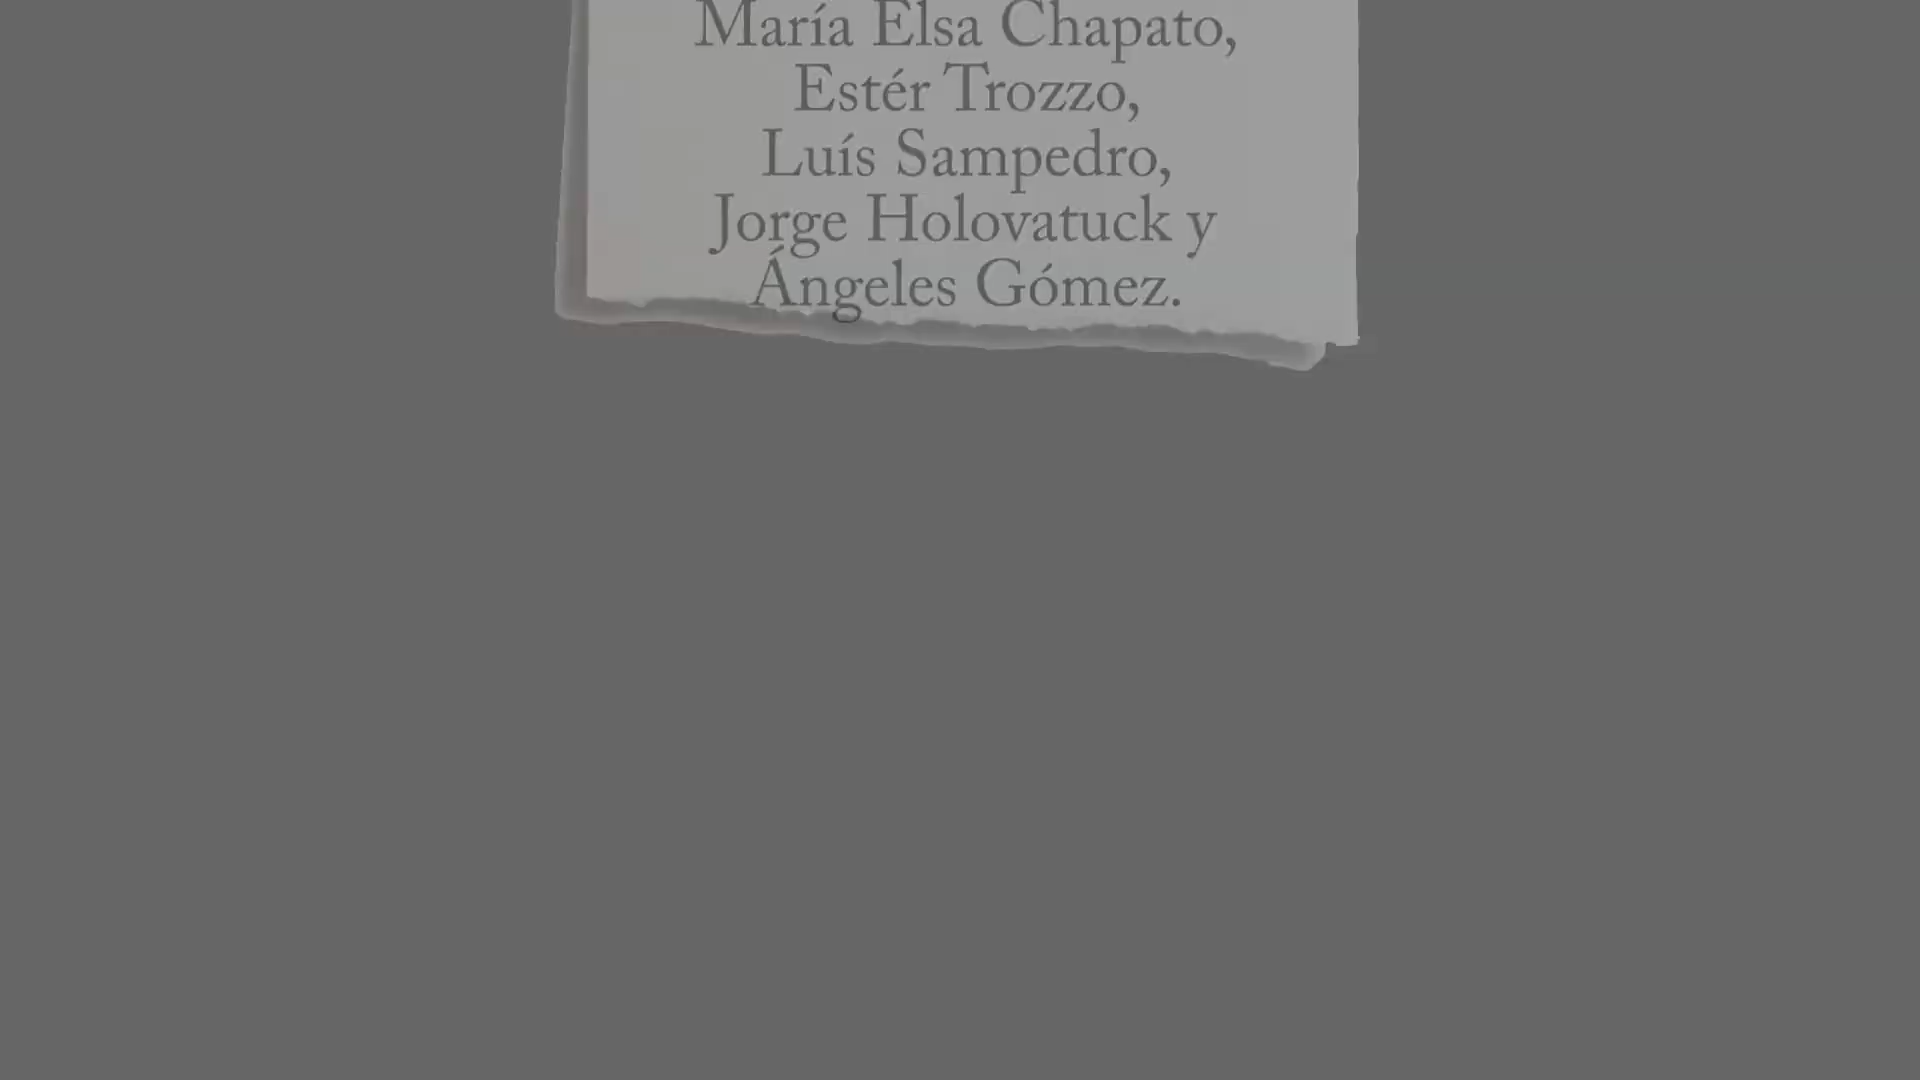 María Elsa Chapato,
Estér Trozzo,
Luís Sampedro,
Jorge Holovatuck y
Ángeles Gómez.